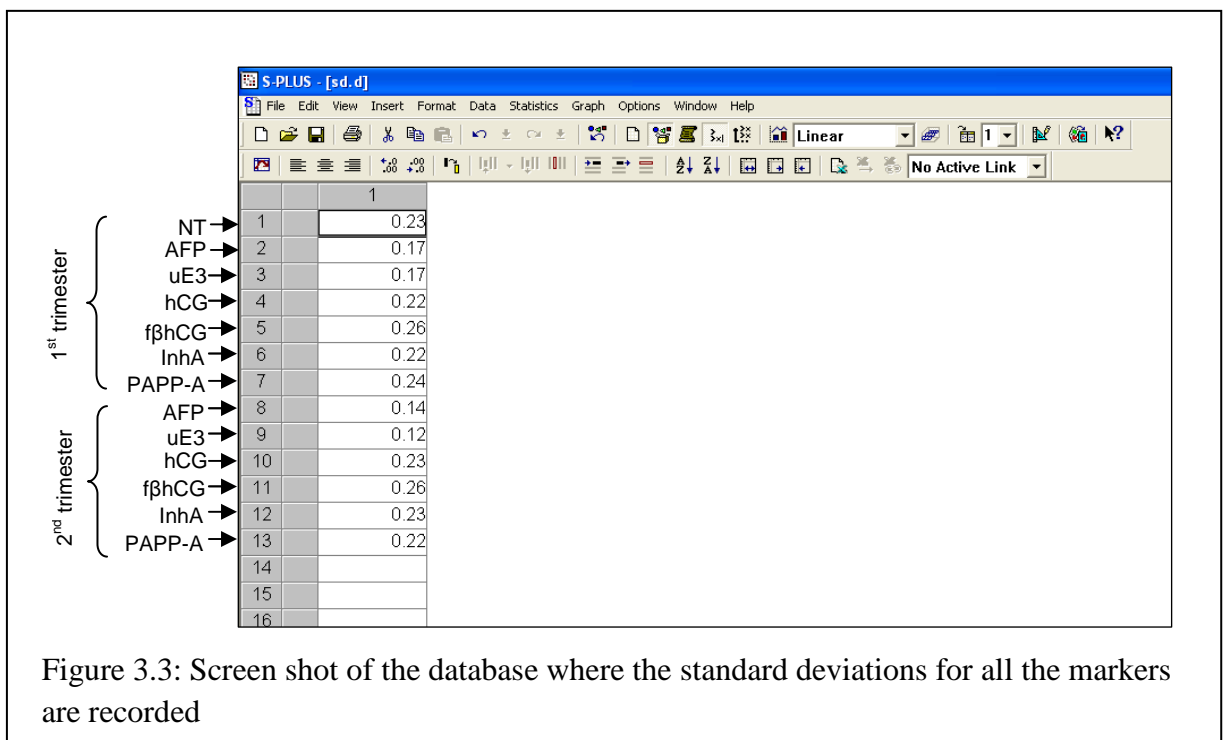 S-PLUS - [sd.d]
File Edit View Insert Format Data Statistics Graph Options Window Help
Linear 1
No Active Link
1
1st trimester
NT 1 0.23
AFP 2 0.17
uE3 3 0.17
hCG 4 0.22
fβhCG 5 0.26
InhA 6 0.22
PAPP-A 7 0.24
2nd trimester
AFP 8 0.14
uE3 9 0.12
hCG 10 0.23
fβhCG 11 0.26
InhA 12 0.23
PAPP-A 13 0.22
14
15
16
Figure 3.3: Screen shot of the database where the standard deviations for all the markers
are recorded